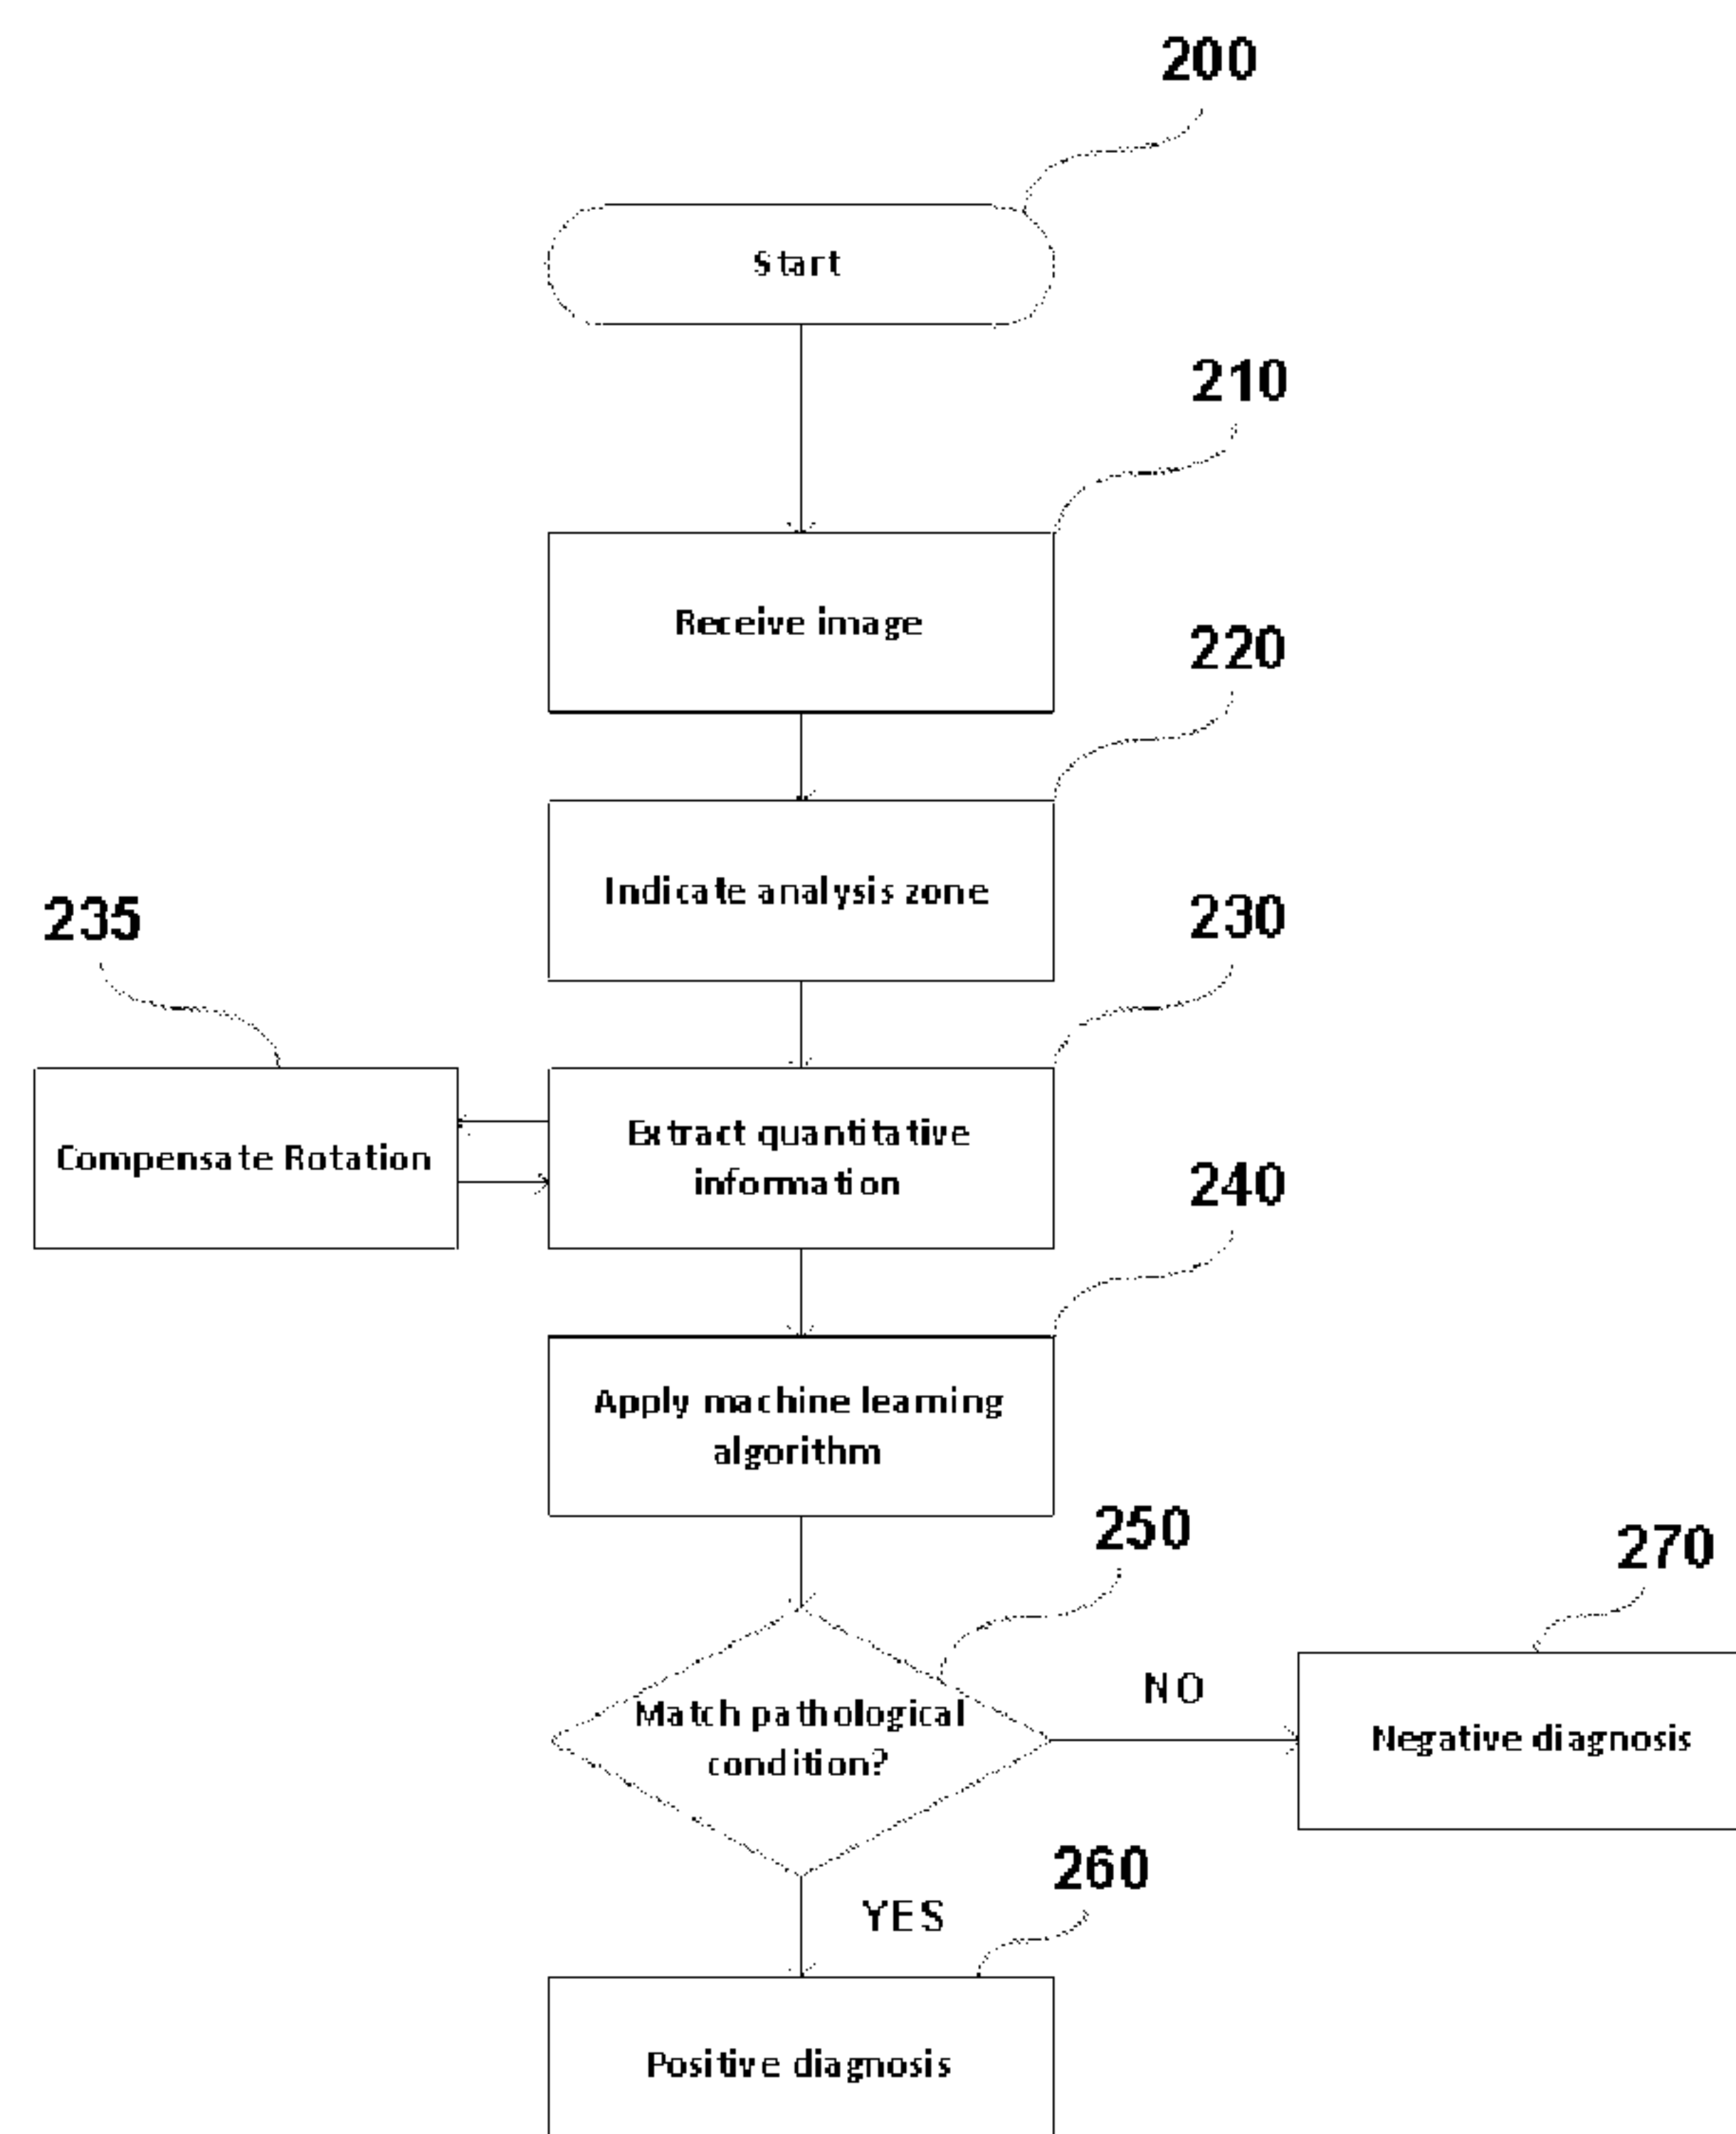 200
Start
210
Receive image
220
Indicate analysis zone
235
230
Compensate Rotation
Extract quantitative
information
240
Apply machine learning
algorithm
250
270
NO
Match pathological
condition?
Negative diagnosis
260
YES
Positive diagnosis